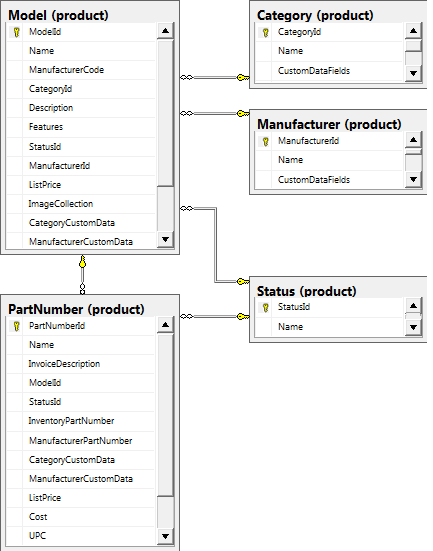 Model (product)
ModelId
Name
ManufacturerCode
CategoryId
Description
Features
StatusId
ManufacturerId
ListPrice
ImageCollection
CategoryCustomData
ManufacturerCustomData
Category (product)
CategoryId
Name
CustomDataFields
Manufacturer (product)
ManufacturerId
Name
CustomDataFields
Status (product)
StatusId
Name
PartNumber (product)
PartNumberId
Name
InvoiceDescription
ModelId
StatusId
InventoryPartNumber
ManufacturerPartNumber
CategoryCustomData
ManufacturerCustomData
ListPrice
Cost
UPC